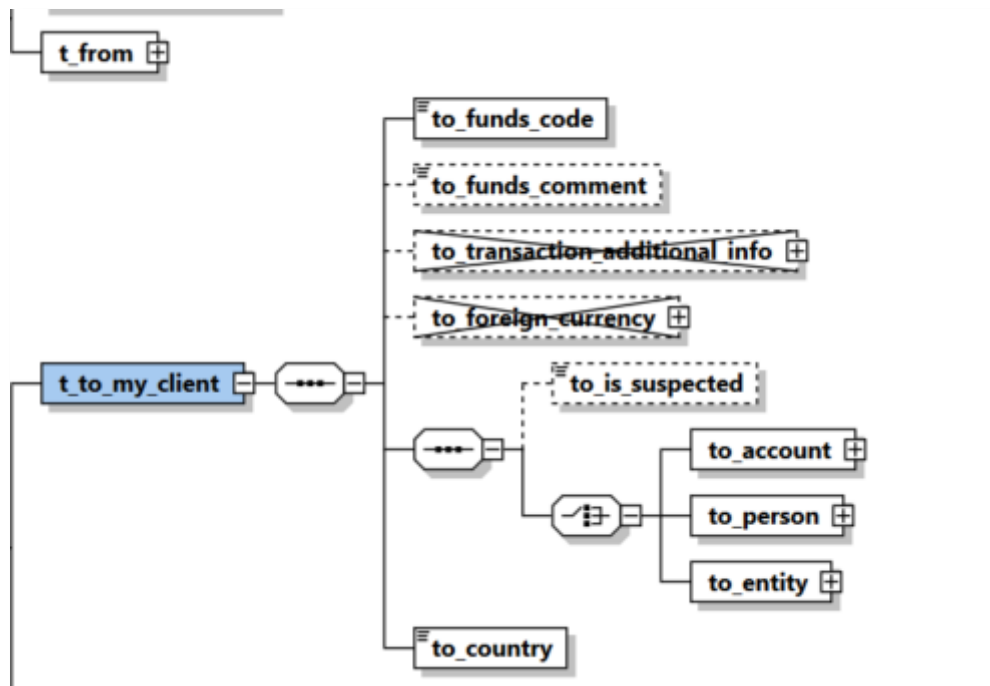 t_from
to_funds_code
to_funds_comment
to_transaction_additional_info
to_foreign_currency
t_to_my_client
to_is_suspected
to_account
to_person
to_entity
to_country